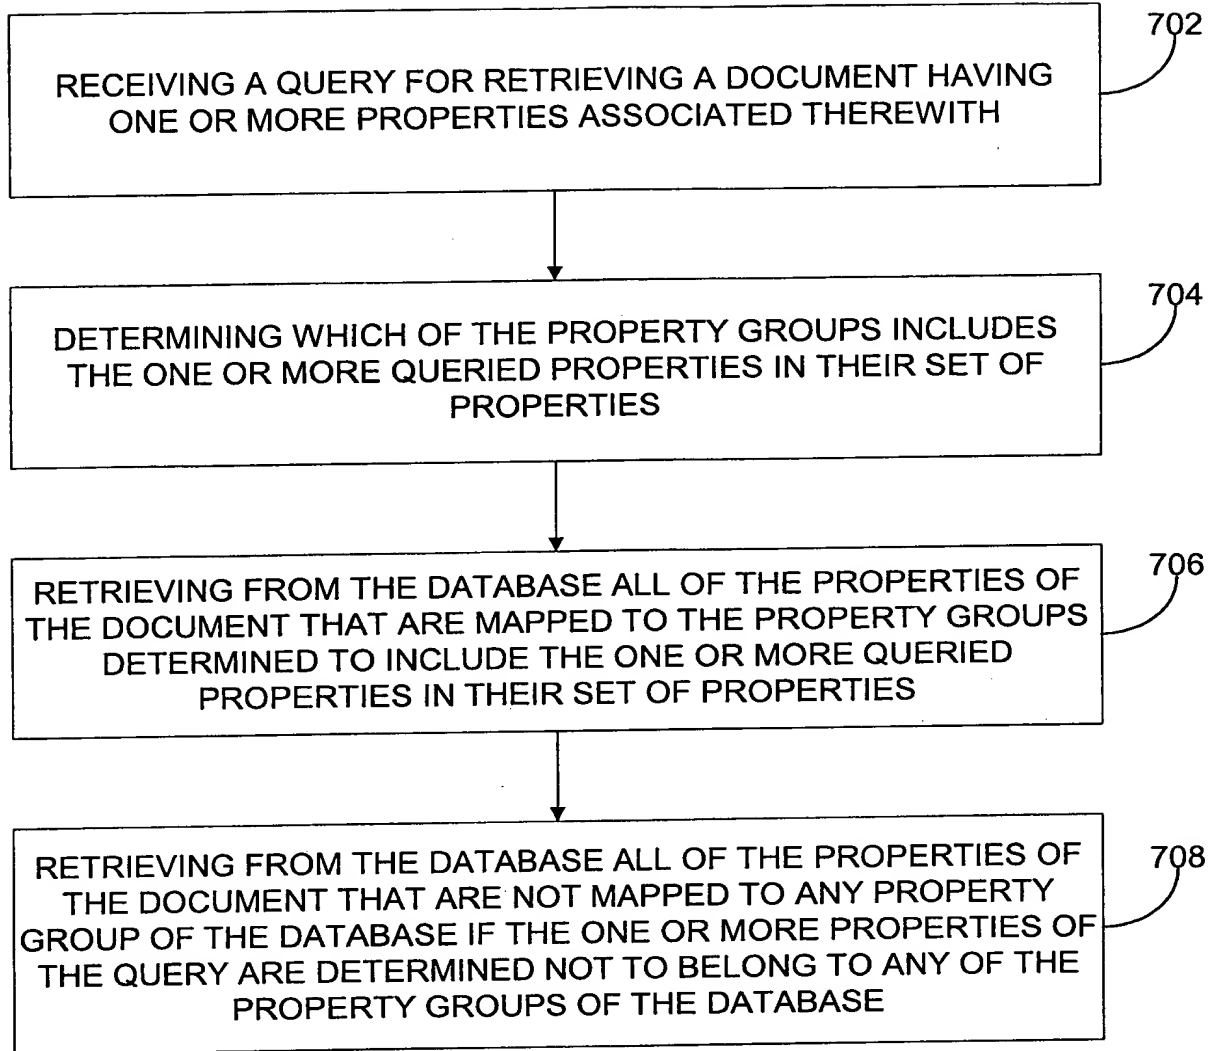 702
RECEIVING A QUERY FOR RETRIEVING A DOCUMENT HAVING
ONE OR MORE PROPERTIES ASSOCIATED THEREWITH
704
DETERMINING WHICH OF THE PROPERTY GROUPS INCLUDES
THE ONE OR MORE QUERIED PROPERTIES IN THEIR SET OF
PROPERTIES
706
RETRIEVING FROM THE DATABASE ALL OF THE PROPERTIES OF
THE DOCUMENT THAT ARE MAPPED TO THE PROPERTY GROUPS
DETERMINED TO INCLUDE THE ONE OR MORE QUERIED
PROPERTIES IN THEIR SET OF PROPERTIES
708
RETRIEVING FROM THE DATABASE ALL OF THE PROPERTIES OF
THE DOCUMENT THAT ARE NOT MAPPED TO ANY PROPERTY
GROUP OF THE DATABASE IF THE ONE OR MORE PROPERTIES OF
THE QUERY ARE DETERMINED NOT TO BELONG TO ANY OF THE
PROPERTY GROUPS OF THE DATABASE